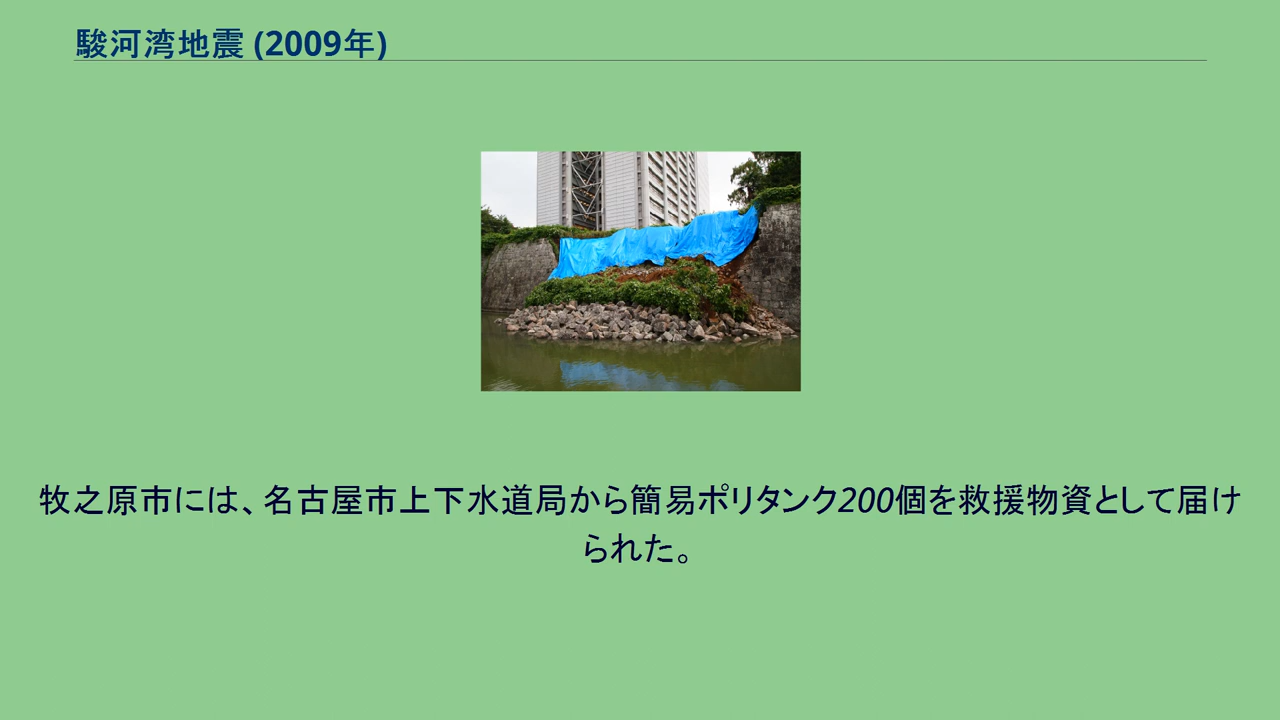 駿河湾地震 (2009年)
牧之原市には、名古屋市上下水道局から簡易ポリタンク200個を救援物資として届け
られた。